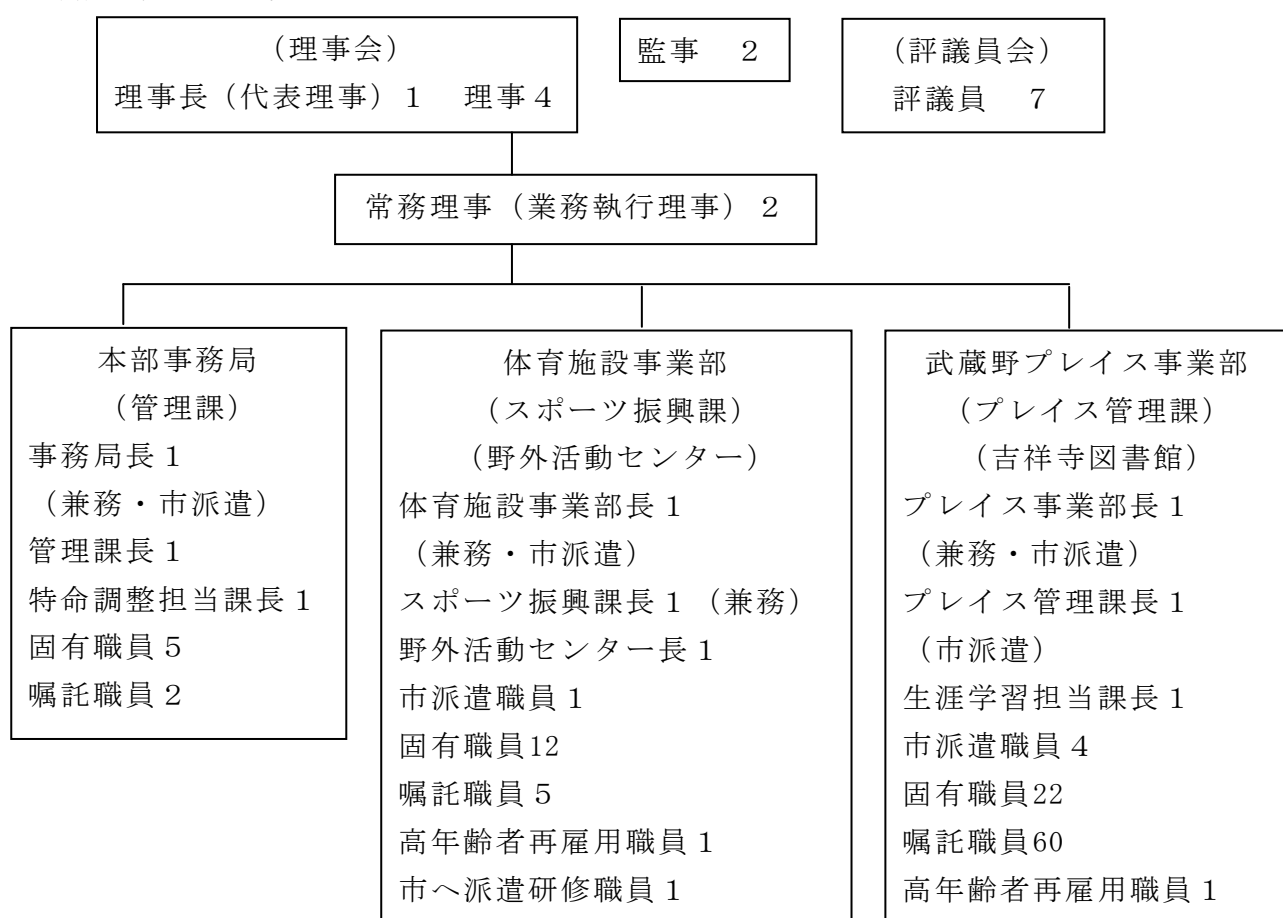 （理事会）
理事長（代表理事）１　理事４
監事　２
（評議員会）
評議員　７
常務理事（業務執行理事）２
本部事務局
（管理課）
事務局長１
（兼務・市派遣）
管理課長１
特命調整担当課長１
固有職員５
嘱託職員２
体育施設事業部
（スポーツ振興課）
（野外活動センター）
体育施設事業部長１
（兼務・市派遣）
スポーツ振興課長１（兼務）
野外活動センター長１
市派遣職員１
固有職員12
嘱託職員５
高年齢者再雇用職員１
市へ派遣研修職員１
武蔵野プレイス事業部
（プレイス管理課）
（吉祥寺図書館）
プレイス事業部長１
（兼務・市派遣）
プレイス管理課長１
（市派遣）
生涯学習担当課長１
市派遣職員４
固有職員22
嘱託職員60
高年齢者再雇用職員１